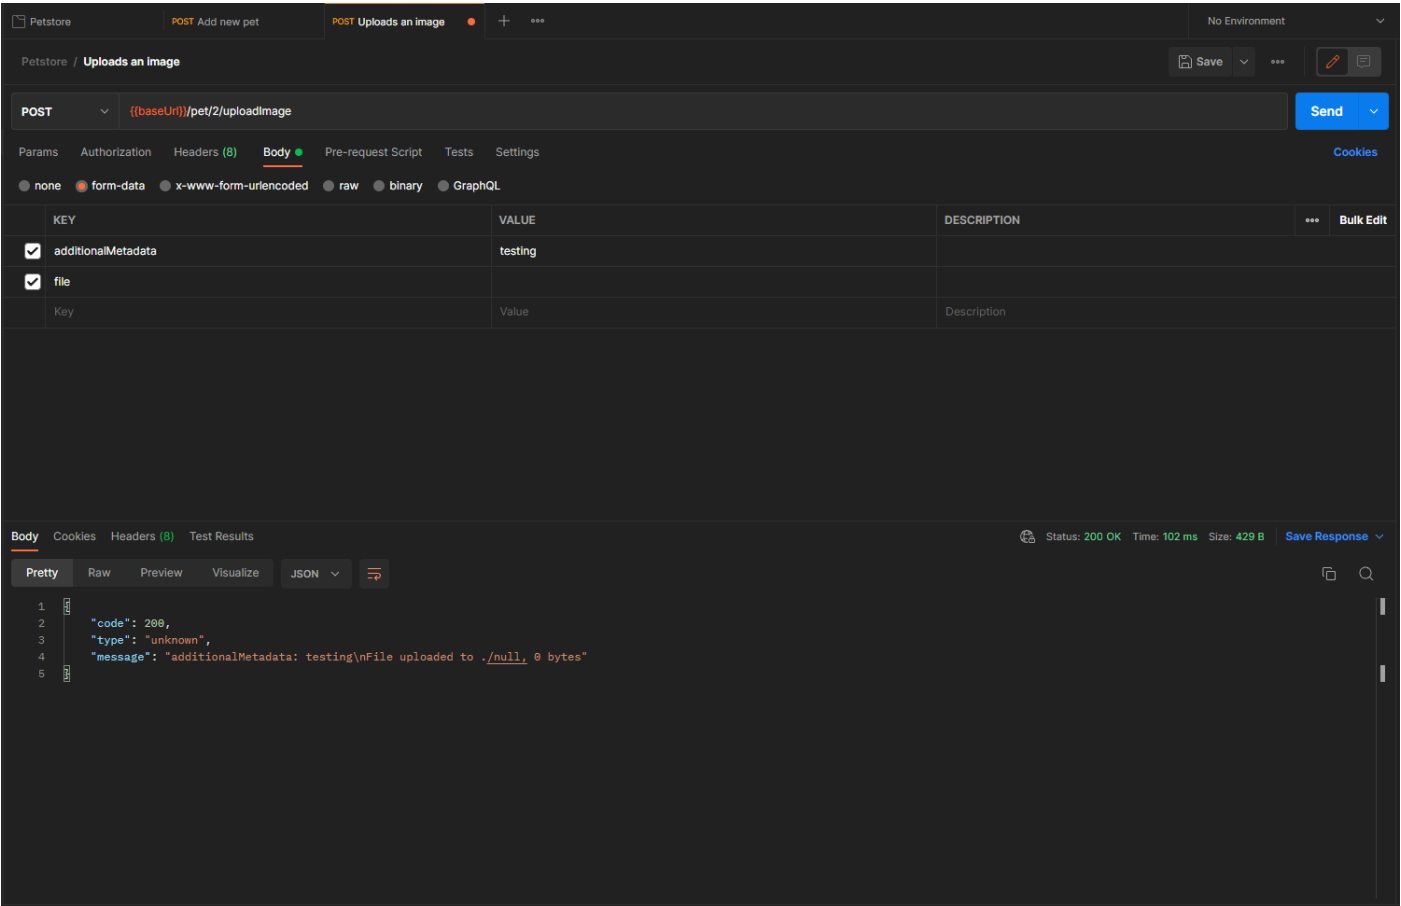 Petstore
POST Add new pet
POST Uploads an image
No Environment
Petstore / Uploads an image
Save
POST
{{baseUrl}}/pet/2/uploadImage
Send
Params Authorization Headers (8) Body Pre-request Script Tests Settings
Cookies
none form-data x-www-form-urlencoded raw binary GraphQL
KEY VALUE DESCRIPTION Bulk Edit
additionalMetadata testing
file
Key Value Description
Body Cookies Headers (8) Test Results
Status: 200 OK Time: 102 ms Size: 429 B Save Response
Pretty Raw Preview Visualize JSON
1 {
2 "code": 200,
3 "type": "unknown",
4 "message": "additionalMetadata: testing\nFile uploaded to ./null, 0 bytes"
5 }